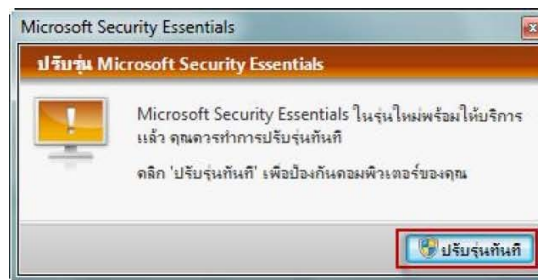 Microsoft Security Essentials
ปรับรุ่น Microsoft Security Essentials
Microsoft Security Essentials ในรุ่นใหม่พร้อมให้บริการ
แล้ว คุณควรทำการปรับรุ่นทันที
คลิก 'ปรับรุ่นทันที' เพื่อป้องกันคอมพิวเตอร์ของคุณ
ปรับรุ่นทันที